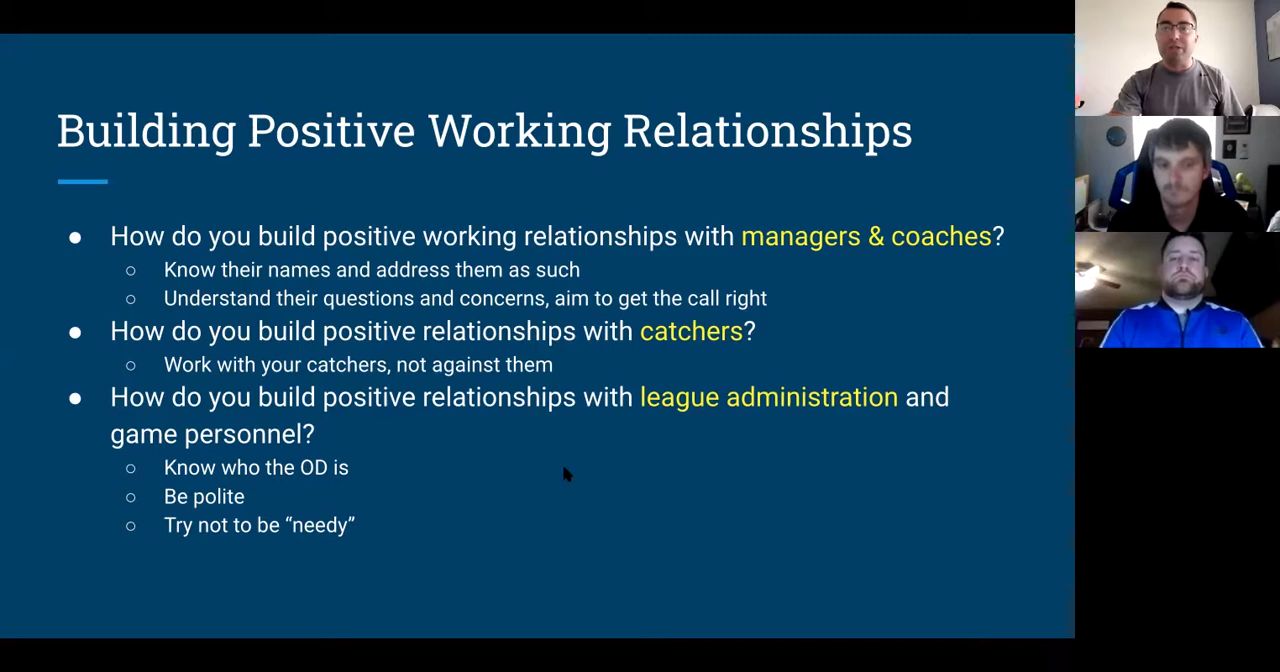 Building Positive Working Relationships
● How do you build positive working relationships with managers & coaches?
○ Know their names and address them as such
○ Understand their questions and concerns, aim to get the call right
● How do you build positive relationships with catchers?
○ Work with your catchers, not against them
● How do you build positive relationships with league administration and
game personnel?
○ Know who the OD is
○ Be polite
○ Try not to be “needy”